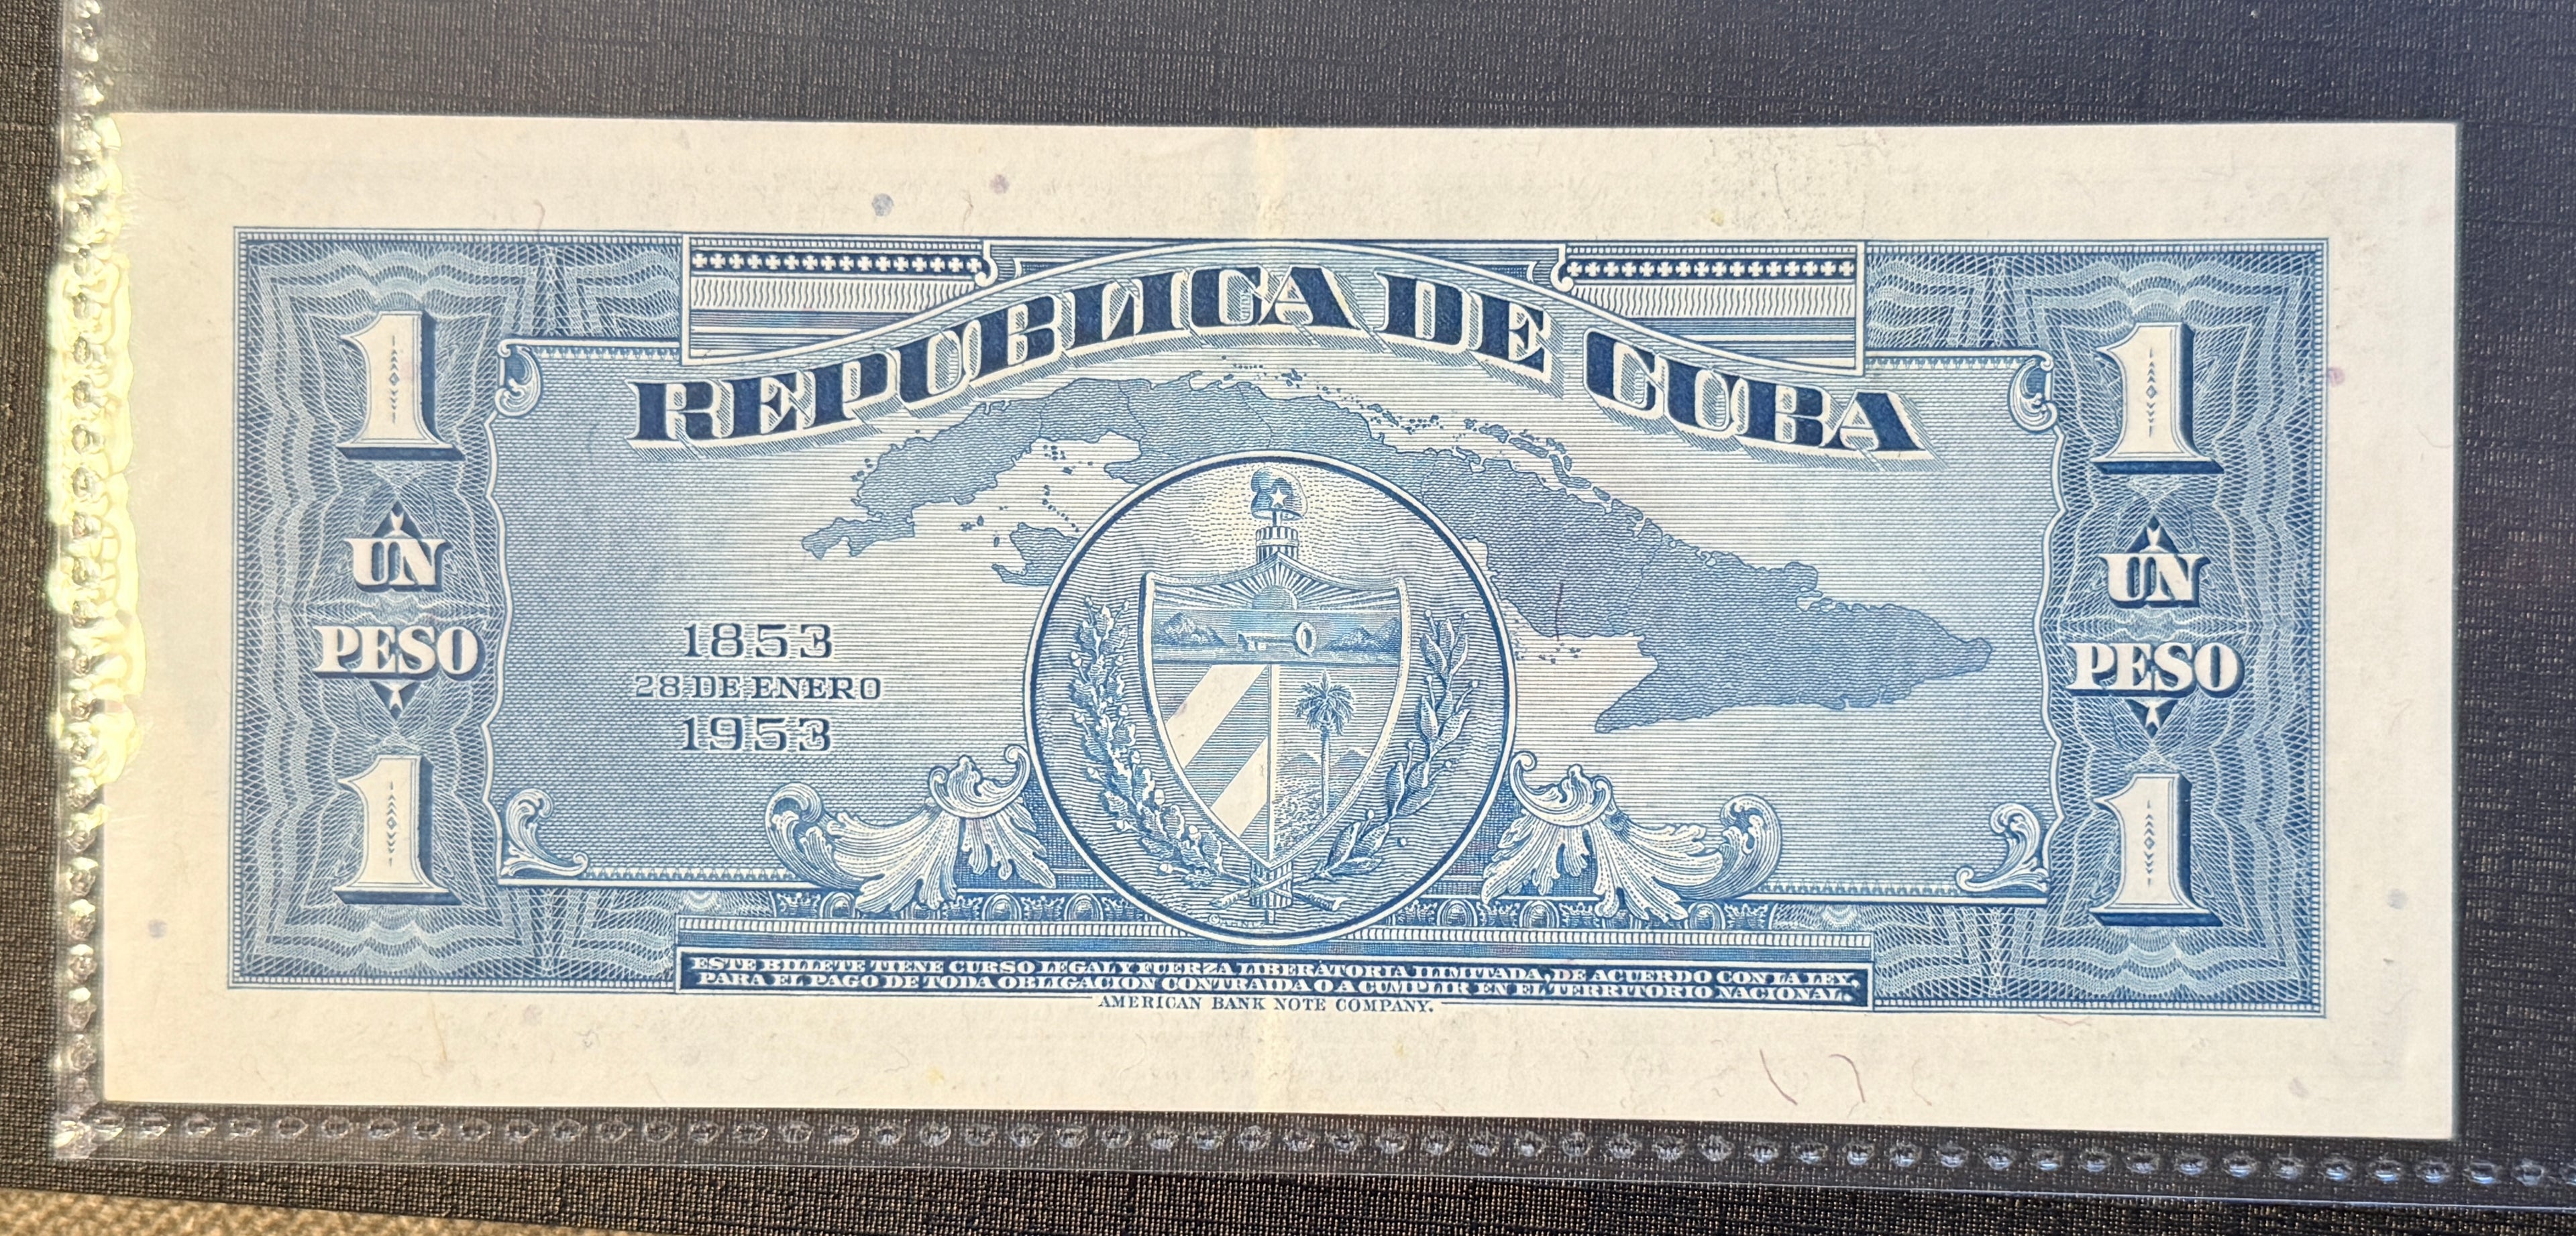 REPUBLICA DE CUBA
1
1
UN
PESO
UN
PESO
1853
28 DE ENERO
1953
1
1
ESTE BILLETE TIENE CURSO LEGAL Y FUERZA LIBERATORIA ILIMITADA, DE ACUERDO CON LA LEY,
PARA EL PAGO DE TODA OBLIGACION CONTRAIDA O A CUMPLIR EN EL TERRITORIO NACIONAL.
AMERICAN BANK NOTE COMPANY.